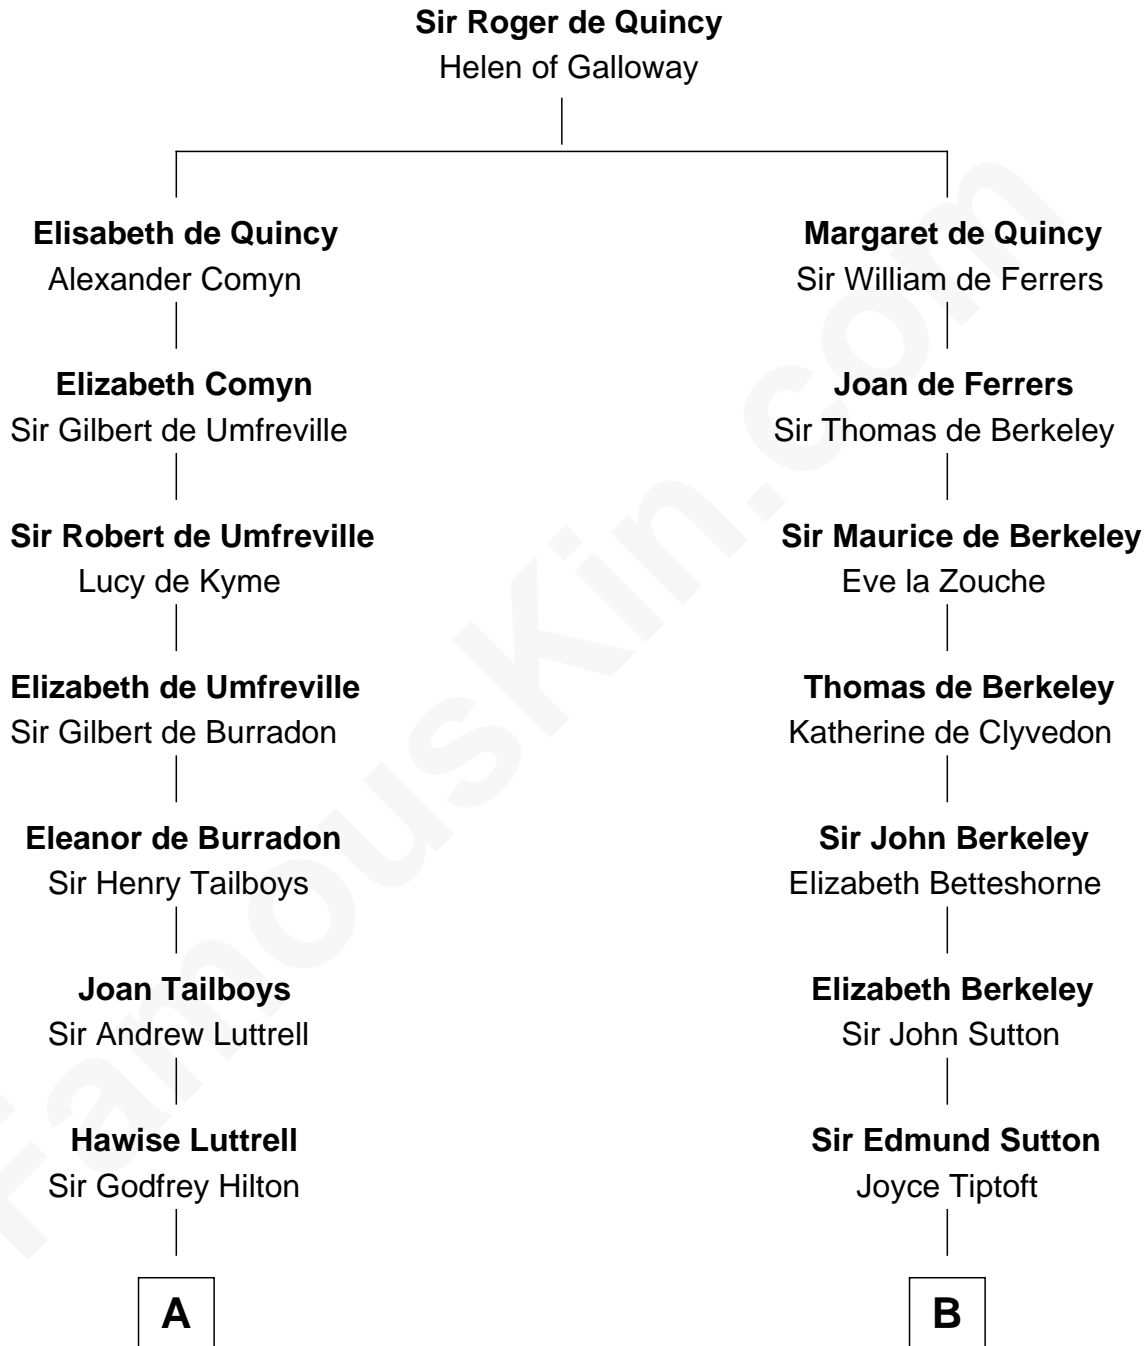 Sir Roger de Quincy
Helen of Galloway
Elisabeth de Quincy
Alexander Comyn
Margaret de Quincy
Sir William de Ferrers
Elizabeth Comyn
Sir Gilbert de Umfreville
Joan de Ferrers
Sir Thomas de Berkeley
Sir Robert de Umfreville
Lucy de Kyme
Sir Maurice de Berkeley
Eve la Zouche
Elizabeth de Umfreville
Sir Gilbert de Burradon
Thomas de Berkeley
Katherine de Clyvedon
Eleanor de Burradon
Sir Henry Tailboys
Sir John Berkeley
Elizabeth Betteshorne
Joan Tailboys
Sir Andrew Luttrell
Elizabeth Berkeley
Sir John Sutton
Hawise Luttrell
Sir Godfrey Hilton
Sir Edmund Sutton
Joyce Tiptoft
A
B
FamousKin.com